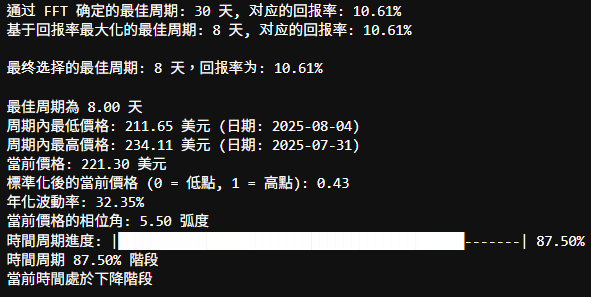 通過 FFT 確定的最佳周期: 30 天, 對应的回报率: 10.61%
基于回报率最大化的最佳周期: 8 天, 对应的回报率: 10.61%
最终选择的最佳周期: 8 天，回报率为: 10.61%
最佳周期為 8.00 天
周期內最低價格: 211.65 美元 (日期: 2025-08-04)
周期內最高價格: 234.11 美元 (日期: 2025-07-31)
當前價格: 221.30 美元
標準化後的當前價格 (0 = 低點, 1 = 高點): 0.43
年化波動率: 32.35%
當前價格的相位角: 5.50 弧度
時間周期進度: |███████████████████████████████████████████-------| 87.50%
時間周期 87.50% 階段
當前時間處於下降階段